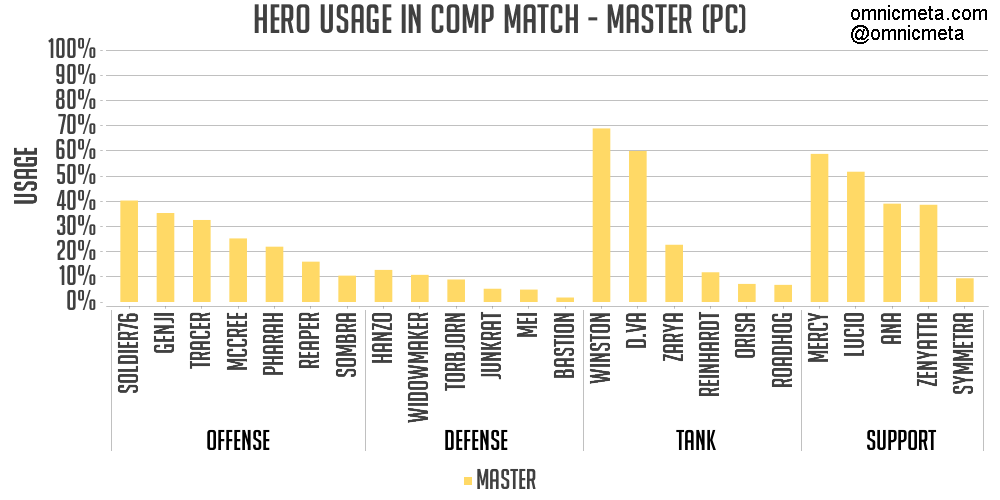 HERO USAGE IN COMP MATCH - MASTER (PC)
omnicmeta.com
@omnicmeta
USAGE
100%
90%
80%
70%
60%
50%
40%
30%
20%
10%
0%
SOLDIER76
GENJI
TRACER
MCCREE
PHARAH
REAPER
SOMBRA
HANZO
WIDOWMAKER
TORBJORN
JUNKRAT
MEI
BASTION
WINSTON
D.VA
ZARYA
REINHARDT
ORISA
ROADHOG
MERCY
LUCIO
ANA
ZENYATTA
SYMMETRA
OFFENSE
DEFENSE
TANK
SUPPORT
MASTER